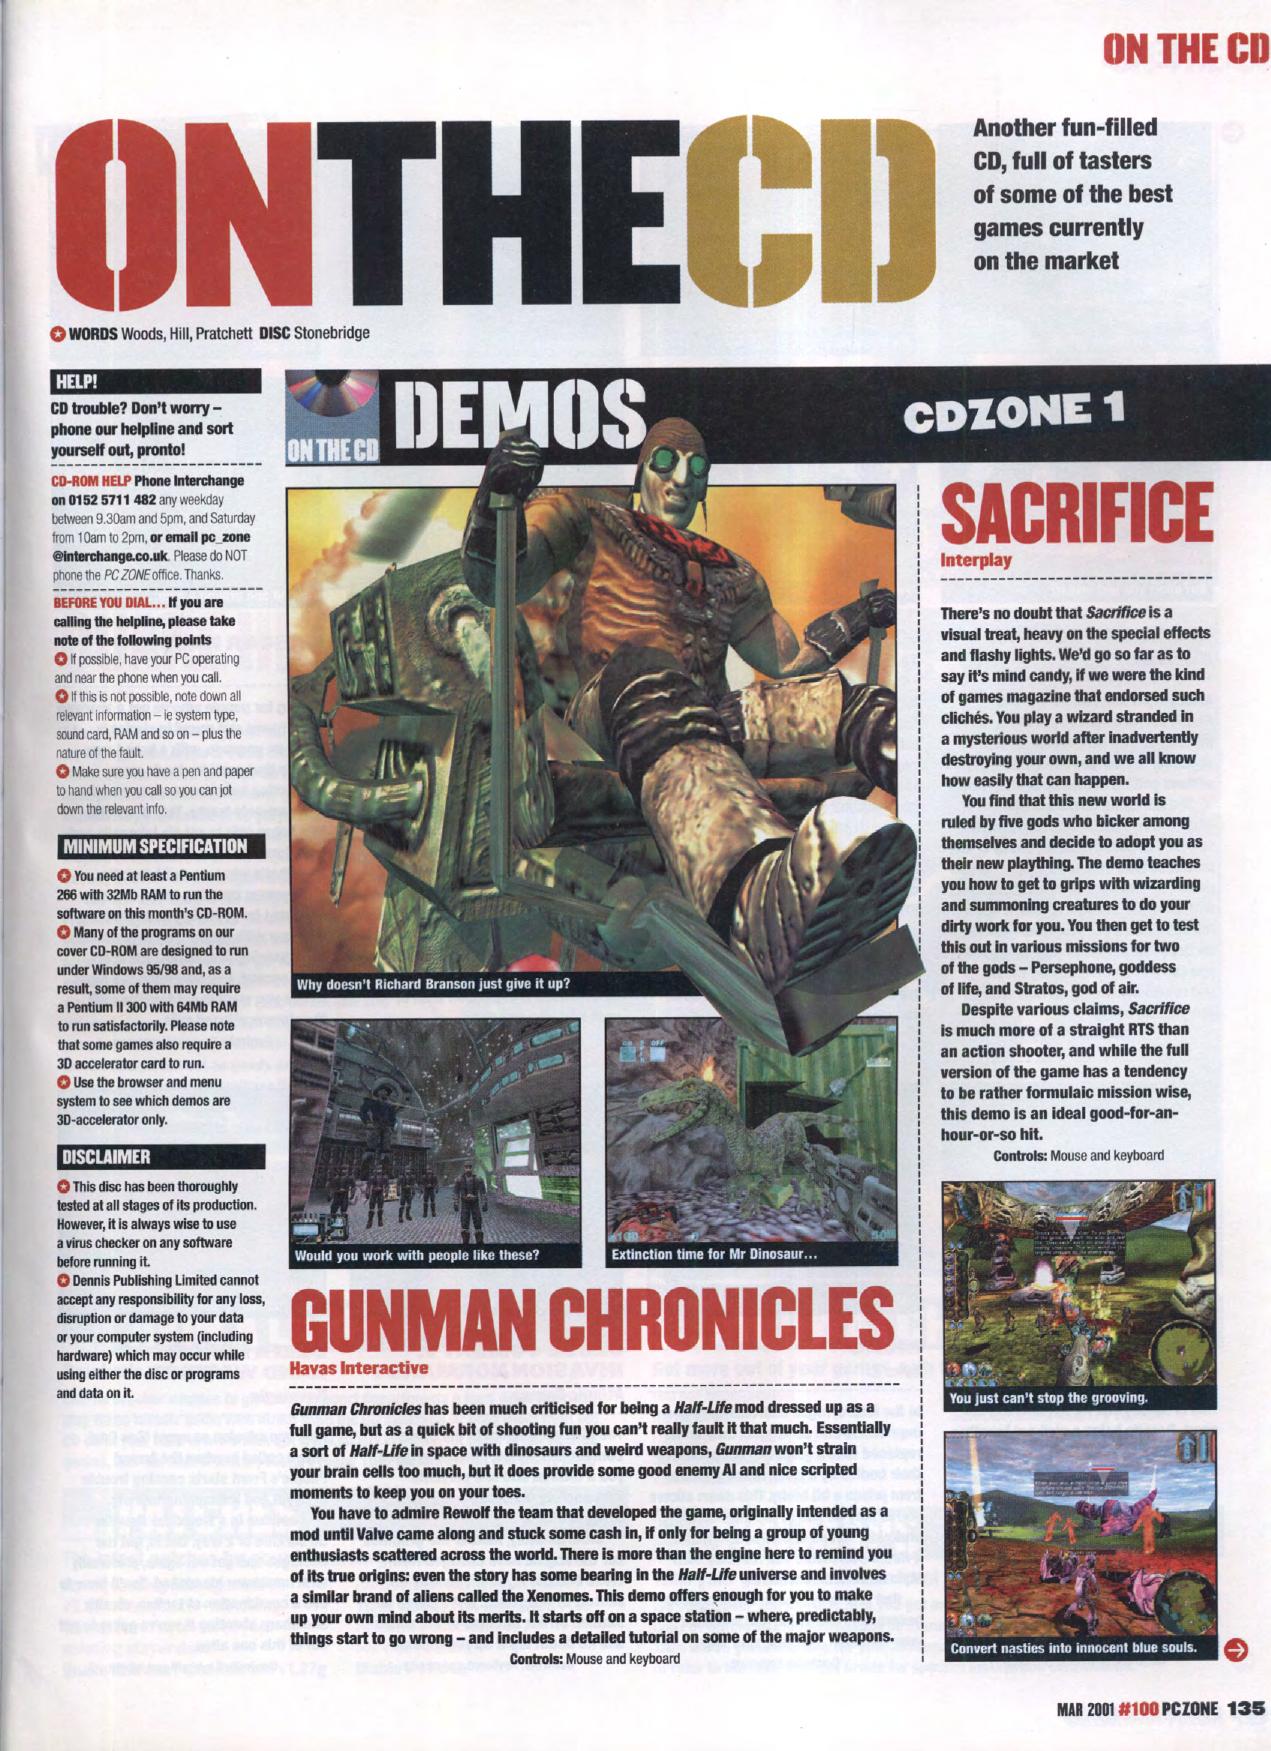 ON THE CD
ONTHECD
Another fun-filled
CD, full of tasters
of some of the best
games currently
on the market
WORDS Woods, Hill, Pratchett DISC Stonebridge
HELP!
CD trouble? Don't worry –
phone our helpline and sort
yourself out, pronto!
CD-ROM HELP Phone Interchange
on 0152 5711 482 any weekday
between 9.30am and 5pm, and Saturday
from 10am to 2pm, or email pc_zone
@interchange.co.uk. Please do NOT
phone the PC ZONE office. Thanks.
BEFORE YOU DIAL... If you are
calling the helpline, please take
note of the following points
If possible, have your PC operating
and near the phone when you call.
If this is not possible, note down all
relevant information – ie system type,
sound card, RAM and so on – plus the
nature of the fault.
Make sure you have a pen and paper
to hand when you call so you can jot
down the relevant info.
MINIMUM SPECIFICATION
You need at least a Pentium
266 with 32Mb RAM to run the
software on this month's CD-ROM.
Many of the programs on our
cover CD-ROM are designed to run
under Windows 95/98 and, as a
result, some of them may require
a Pentium II 300 with 64Mb RAM
to run satisfactorily. Please note
that some games also require a
3D accelerator card to run.
Use the browser and menu
system to see which demos are
3D-accelerator only.
DISCLAIMER
This disc has been thoroughly
tested at all stages of its production.
However, it is always wise to use
a virus checker on any software
before running it.
Dennis Publishing Limited cannot
accept any responsibility for any loss,
disruption or damage to your data
or your computer system (including
hardware) which may occur while
using either the disc or programs
and data on it.
ON THE CD
DEMOS
CDZONE 1
Why doesn't Richard Branson just give it up?
Would you work with people like these?
Extinction time for Mr Dinosaur...
GUNMAN CHRONICLES
Havas Interactive
Gunman Chronicles has been much criticised for being a Half-Life mod dressed up as a
full game, but as a quick bit of shooting fun you can't really fault it that much. Essentially
a sort of Half-Life in space with dinosaurs and weird weapons, Gunman won't strain
your brain cells too much, but it does provide some good enemy AI and nice scripted
moments to keep you on your toes.
You have to admire Rewolf the team that developed the game, originally intended as a
mod until Valve came along and stuck some cash in, if only for being a group of young
enthusiasts scattered across the world. There is more than the engine here to remind you
of its true origins: even the story has some bearing in the Half-Life universe and involves
a similar brand of aliens called the Xenomes. This demo offers enough for you to make
up your own mind about its merits. It starts off on a space station – where, predictably,
things start to go wrong – and includes a detailed tutorial on some of the major weapons.
Controls: Mouse and keyboard
SACRIFICE
Interplay
There's no doubt that Sacrifice is a
visual treat, heavy on the special effects
and flashy lights. We'd go so far as to
say it's mind candy, if we were the kind
of games magazine that endorsed such
clichés. You play a wizard stranded in
a mysterious world after inadvertently
destroying your own, and we all know
how easily that can happen.
You find that this new world is
ruled by five gods who bicker among
themselves and decide to adopt you as
their new plaything. The demo teaches
you how to get to grips with wizarding
and summoning creatures to do your
dirty work for you. You then get to test
this out in various missions for two
of the gods – Persephone, goddess
of life, and Stratos, god of air.
Despite various claims, Sacrifice
is much more of a straight RTS than
an action shooter, and while the full
version of the game has a tendency
to be rather formulaic mission wise,
this demo is an ideal good-for-an-
hour-or-so hit.
Controls: Mouse and keyboard
You just can't stop the grooving.
Convert nasties into innocent blue souls.
MAR 2001 #100 PCZONE 135